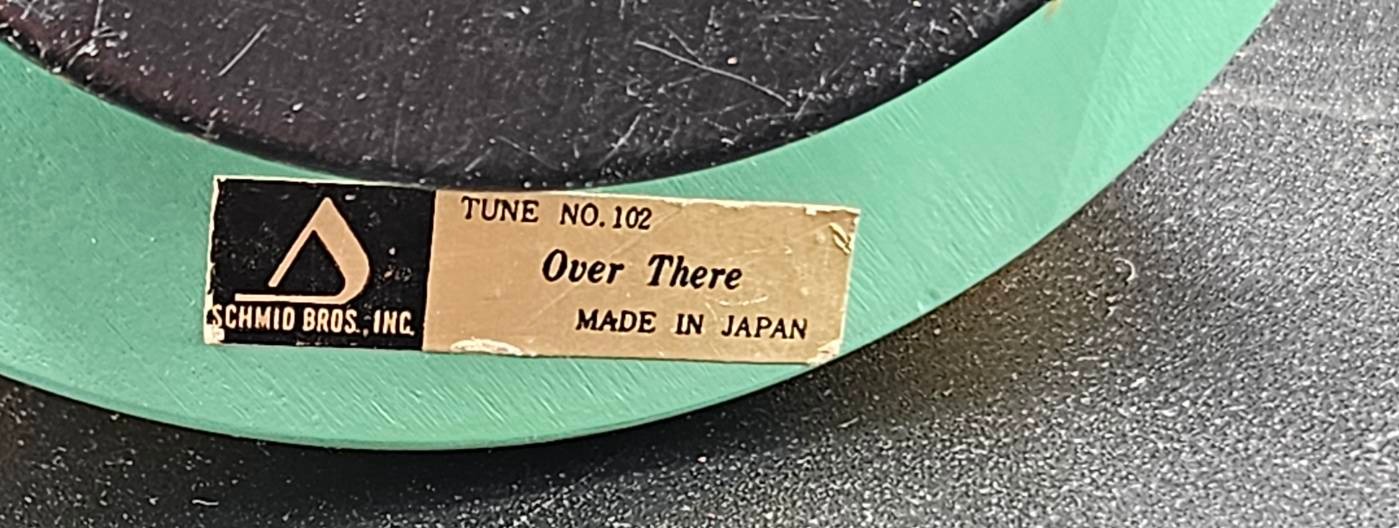 TUNE NO. 102
Over There
MADE IN JAPAN
SCHMID BROS., INC.